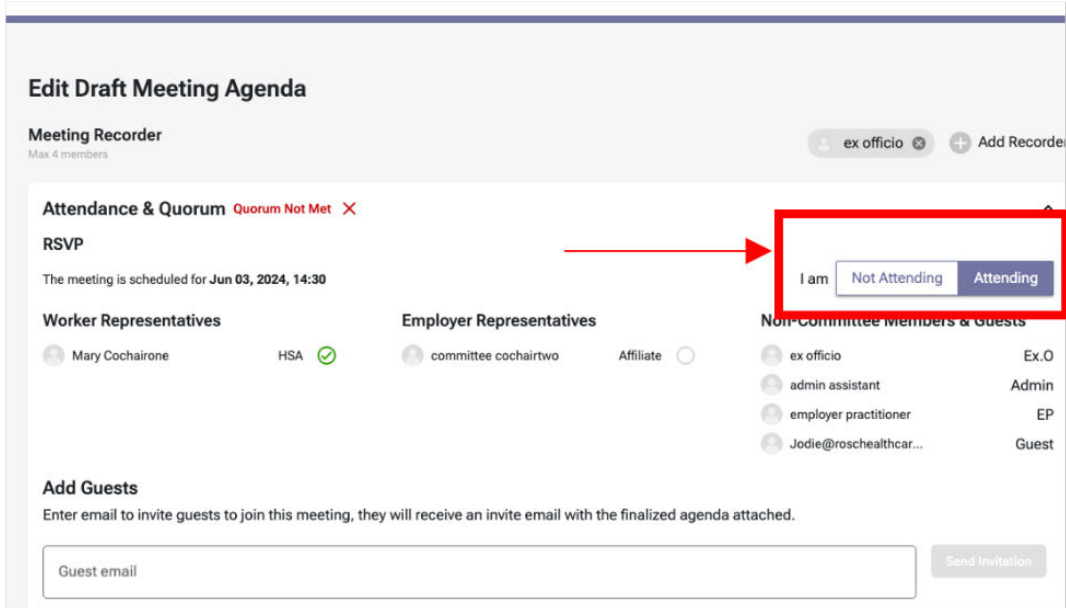 Edit Draft Meeting Agenda
Meeting Recorder
Max 4 members
ex officio
Add Recorder
Attendance & Quorum Quorum Not Met
RSVP
The meeting is scheduled for Jun 03, 2024, 14:30
I am Not Attending Attending
Worker Representatives
Mary Cochairone HSA
Employer Representatives
committee cochairtwo Affiliate
Non-Committee Members & Guests
ex officio Ex.O
admin assistant Admin
employer practitioner EP
Jodie@roschealthcar... Guest
Add Guests
Enter email to invite guests to join this meeting, they will receive an invite email with the finalized agenda attached.
Guest email
Send Invitation